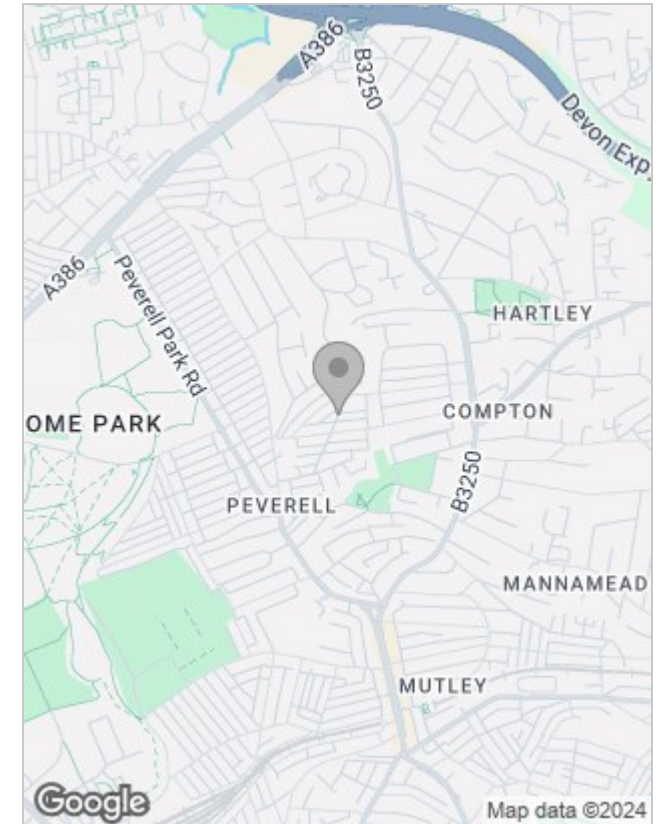 A386
B3250
Devon Exp
A386
Peverell Park Rd
HARTLEY
OME PARK
COMPTON
PEVERELL
B3250
MANNAMEAD
MUTLEY
Google
Map data ©2024